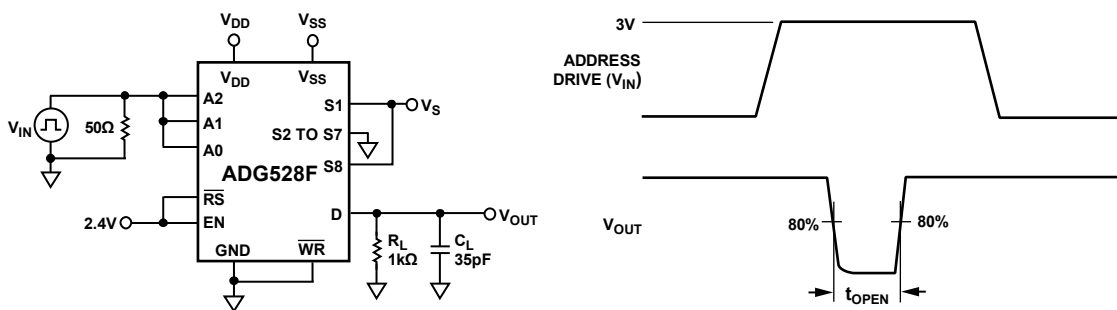 VDD
VSS
VDD
VSS
A2
A1
A0
VIN
50Ω
S1
VS
S2 TO S7
S8
ADG528F
RS
EN
2.4V
D
VOUT
GND
WR
RL
1kΩ
CL
35pF
3V
ADDRESS
DRIVE (VIN)
VOUT
80%
80%
tOPEN